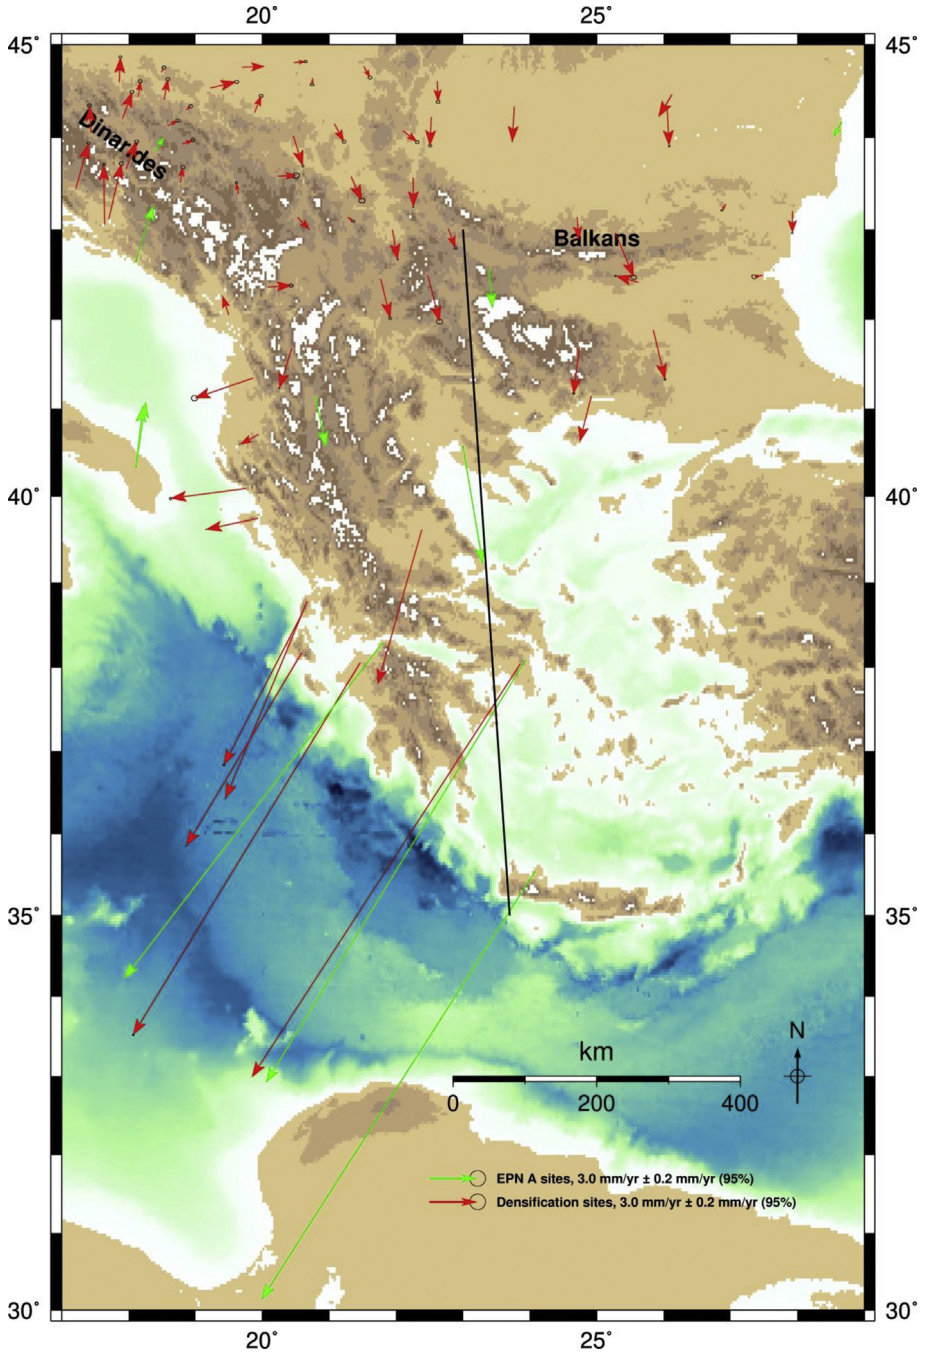 20˚ 25˚
45˚ 45˚
Dinarides
Balkans
40˚ 40˚
35˚ 35˚
km
N
0 200 400
EPN A sites, 3.0 mm/yr ± 0.2 mm/yr (95%)
Densification sites, 3.0 mm/yr ± 0.2 mm/yr (95%)
30˚ 30˚
20˚ 25˚